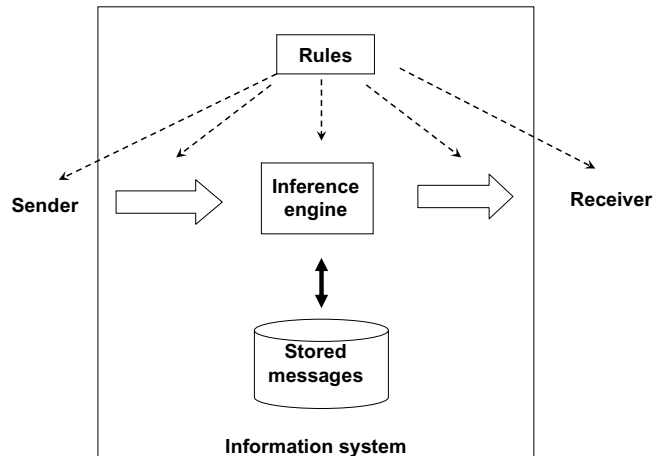 Rules
Sender
Inference
engine
Receiver
Stored
messages
Information system